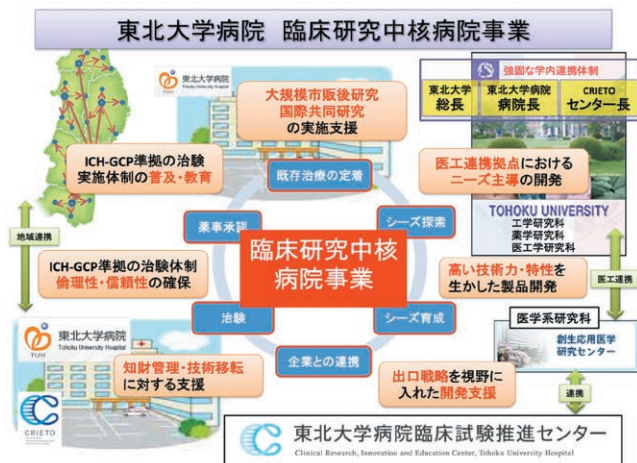 東北大学病院 臨床研究中核病院事業
東北大学病院
TUH
Tohoku University Hospital
大規模市販後研究
国際共同研究
の実施支援
強固な学内連携体制
東北大学
総長
東北大学病院
病院長
CRIETO
センター長
ICH-GCP準拠の治験
実施体制の普及・教育
既存治療の定着
医工連携拠点における
ニーズ主導の開発
薬事承認
シーズ探索
TOHOKU UNIVERSITY
工学研究科
薬学研究科
医工学研究科
地域連携
臨床研究中核
病院事業
ICH-GCP準拠の治験体制
倫理性・信頼性の確保
高い技術力・特性を
生かした製品開発
医工連携
治験
シーズ育成
医学系研究科
創生応用医学
研究センター
東北大学病院
TUH
Tohoku University Hospital
企業との連携
知財管理・技術移転
に対する支援
出口戦略を視野に
入れた開発支援
連携
CRIETO
東北大学病院臨床試験推進センター
Clinical Research, Innovation and Education Center, Tohoku University Hospital